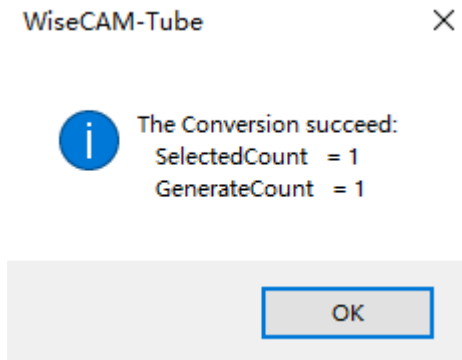 WiseCAM-Tube
The Conversion succeed:
SelectedCount = 1
GenerateCount = 1
OK